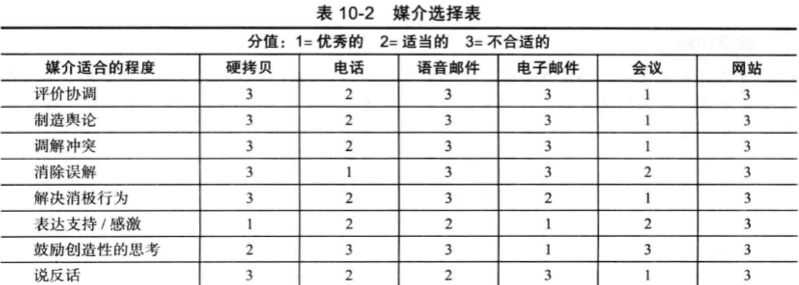 表 10-2 媒介选择表
分值：1= 优秀的 2= 适当的 3= 不合适的
媒介适合的程度 硬拷贝 电话 语音邮件 电子邮件 会议 网站
评价协调 3 2 3 3 1 3
制造舆论 3 2 3 3 1 3
调解冲突 3 2 3 3 1 3
消除误解 3 1 3 3 2 3
解决消极行为 3 2 3 2 1 3
表达支持 / 感激 1 2 2 1 2 3
鼓励创造性的思考 2 3 3 1 3 3
说反话 3 2 2 3 1 3